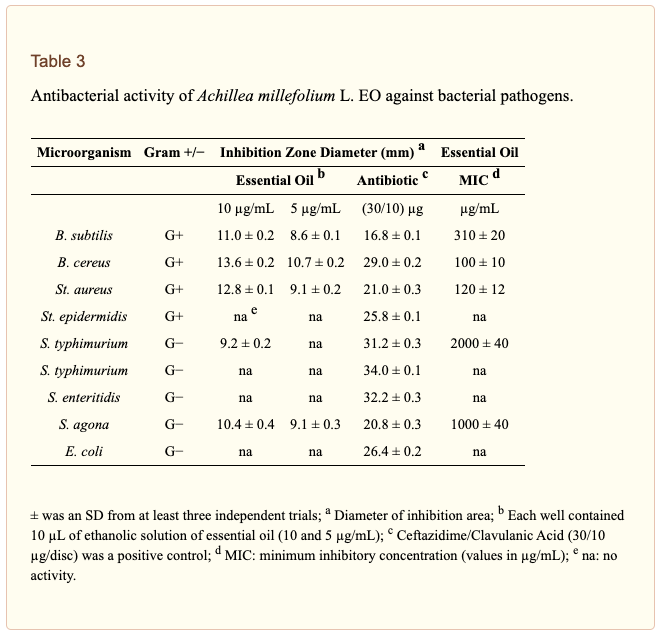 Table 3
Antibacterial activity of Achillea millefolium L. EO against bacterial pathogens.
Microorganism Gram +/− Inhibition Zone Diameter (mm) a Essential Oil
Essential Oil b Antibiotic c MIC d
10 μg/mL 5 μg/mL (30/10) μg μg/mL
B. subtilis G+ 11.0 ± 0.2 8.6 ± 0.1 16.8 ± 0.1 310 ± 20
B. cereus G+ 13.6 ± 0.2 10.7 ± 0.2 29.0 ± 0.2 100 ± 10
St. aureus G+ 12.8 ± 0.1 9.1 ± 0.2 21.0 ± 0.3 120 ± 12
St. epidermidis G+ na e na 25.8 ± 0.1 na
S. typhimurium G− 9.2 ± 0.2 na 31.2 ± 0.3 2000 ± 40
S. typhimurium G− na na 34.0 ± 0.1 na
S. enteritidis G− na na 32.2 ± 0.3 na
S. agona G− 10.4 ± 0.4 9.1 ± 0.3 20.8 ± 0.3 1000 ± 40
E. coli G− na na 26.4 ± 0.2 na
± was an SD from at least three independent trials; a Diameter of inhibition area; b Each well contained
10 μL of ethanolic solution of essential oil (10 and 5 μg/mL); c Ceftazidime/Clavulanic Acid (30/10
μg/disc) was a positive control; d MIC: minimum inhibitory concentration (values in μg/mL); e na: no
activity.